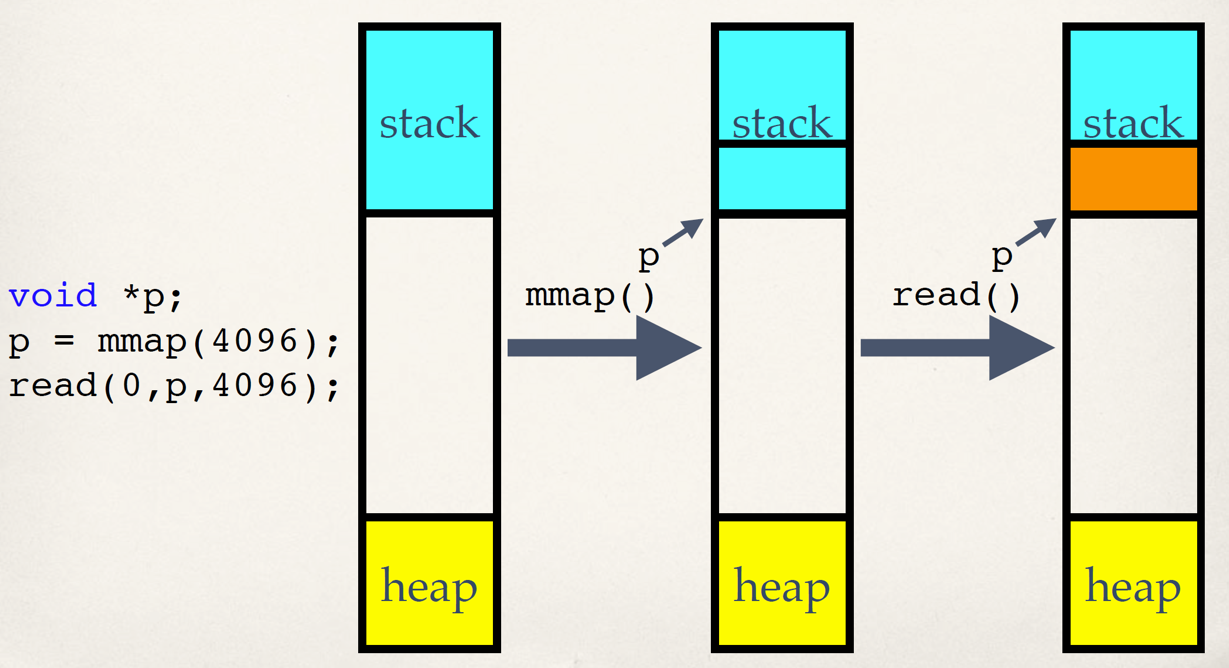 void *p;
p = mmap(4096);
read(0,p,4096);
stack
heap
p
mmap()
stack
heap
p
read()
stack
heap